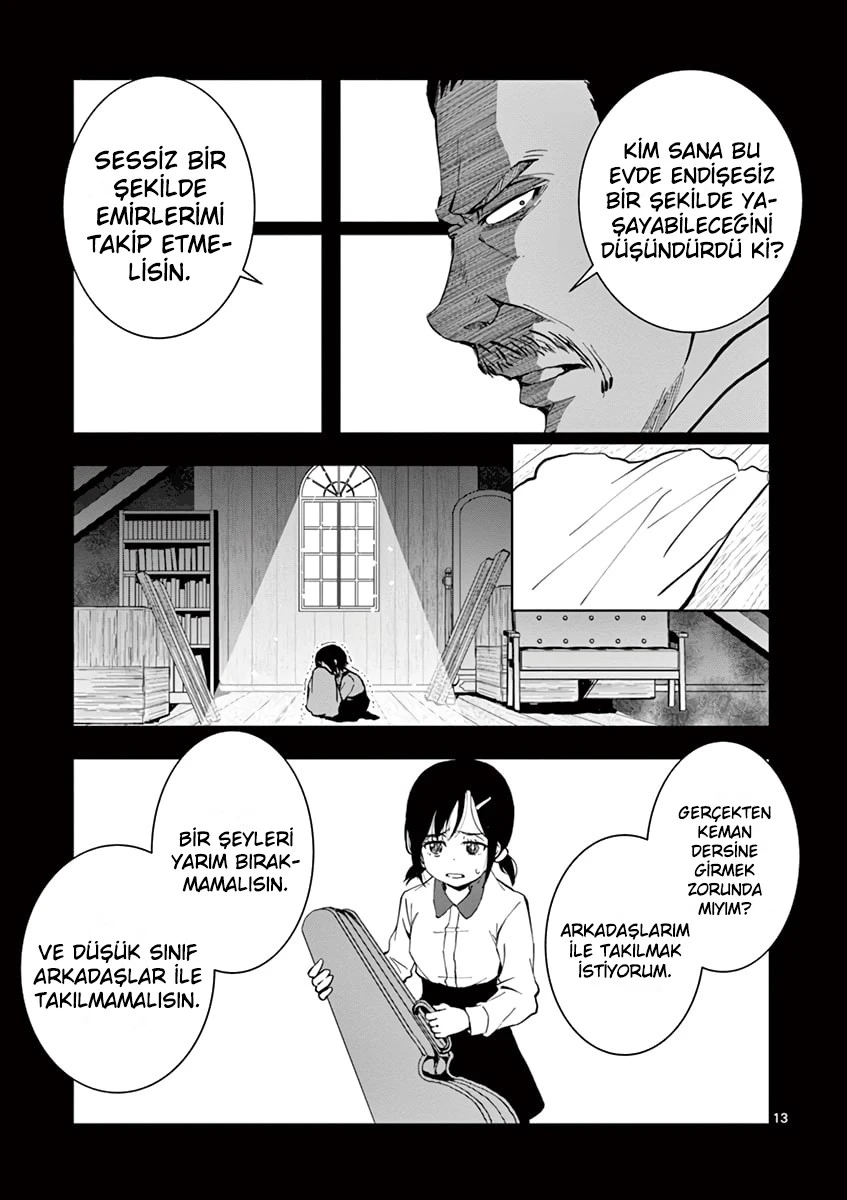 KİM SANA BU
EVDE ENDİŞESİZ
BİR ŞEKİLDE YA-
ŞAYABİLECEĞİNİ
DÜŞÜNDÜRDÜ Kİ?
SESSİZ BİR
ŞEKİLDE
EMİRLERİMİ
TAKİP ETME-
LİSİN.
GERÇEKTEN
KEMAN
DERSİNE
GİRMEK
ZORUNDA
MIYIM?
ARKADAŞLARIM
İLE TAKILMAK
İSTİYORUM.
BİR ŞEYLERİ
YARIM BIRAK-
MAMALISIN.
VE DÜŞÜK SINIF
ARKADAŞLAR İLE
TAKILMAMALISIN.
13